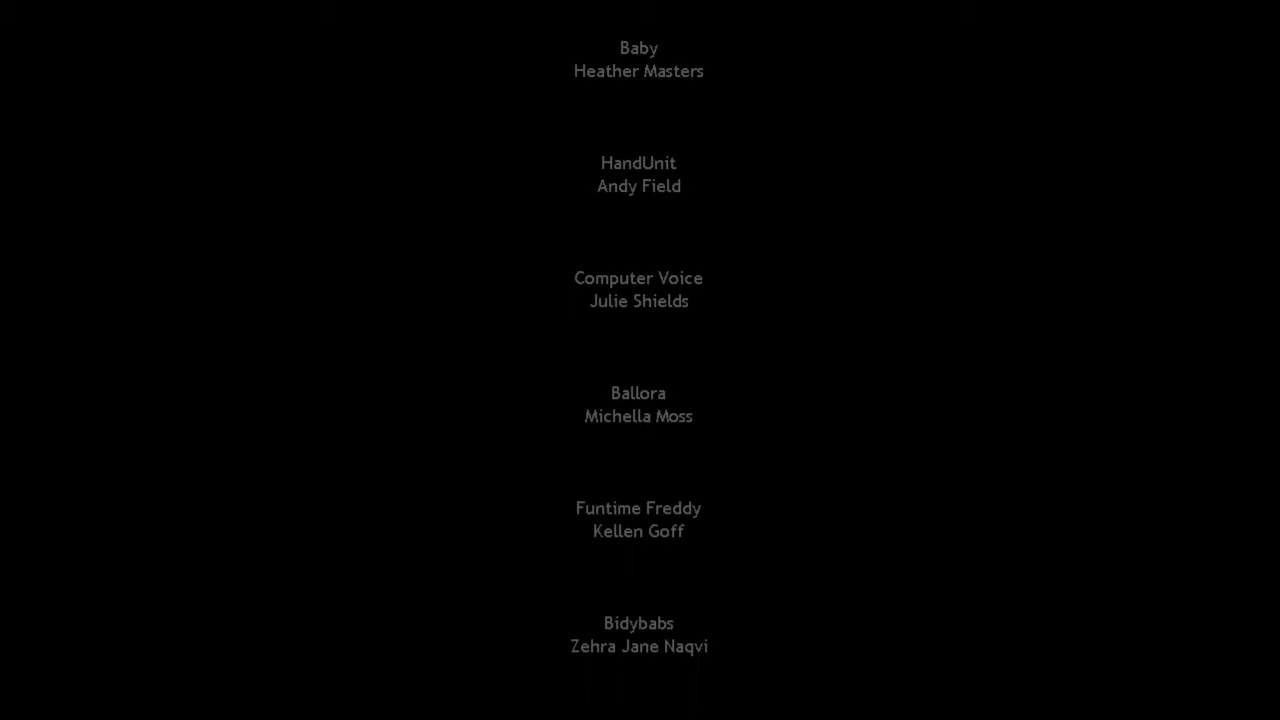 Baby
Heather Masters
HandUnit
Andy Field
Computer Voice
Julie Shields
Ballora
Michella Moss
Funtime Freddy
Kellen Goff
Bidybabs
Zehra Jane Naqvi